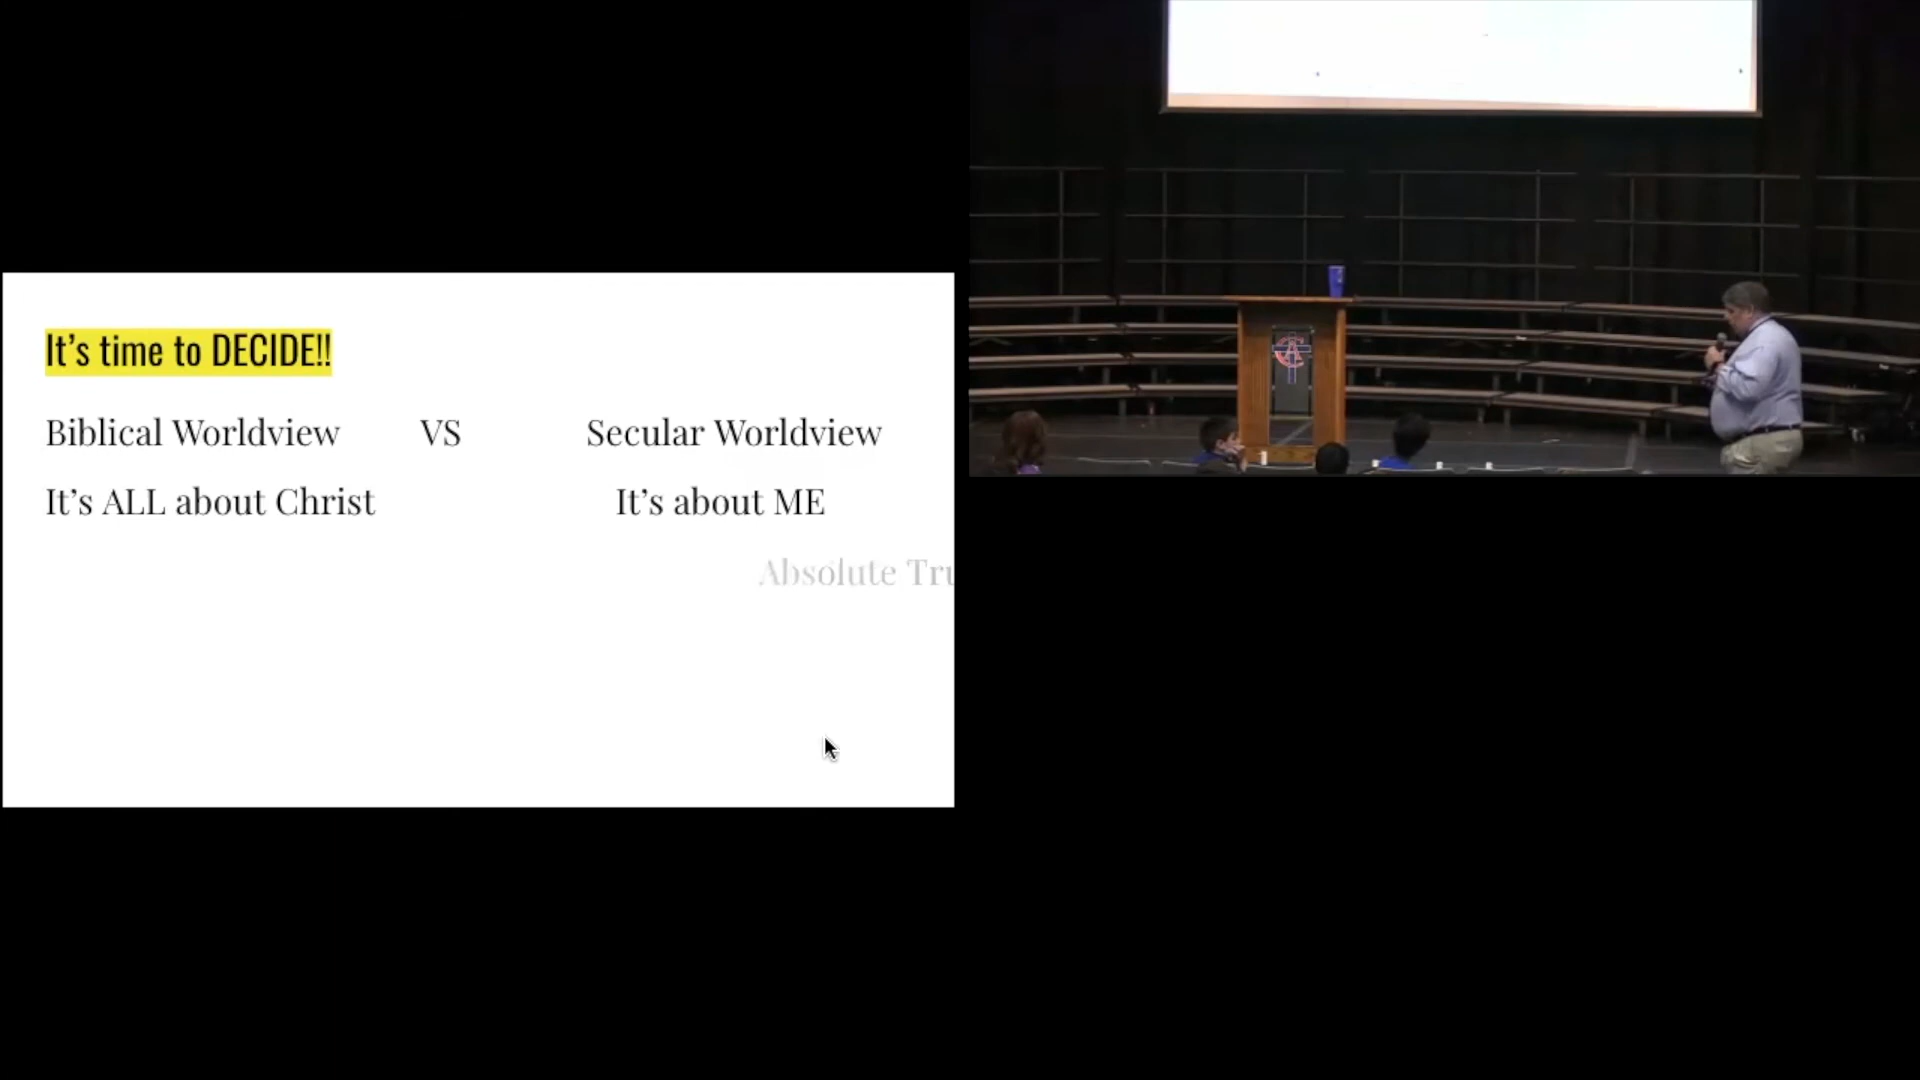 It's time to DECIDE!!
Biblical Worldview VS Secular Worldview
It's ALL about Christ It's about ME
Absolute